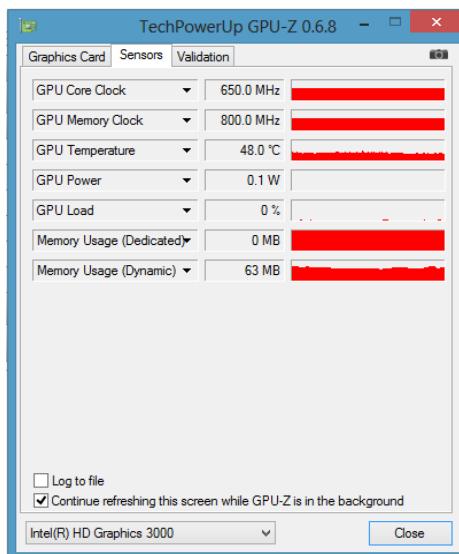 TechPowerUp GPU-Z 0.6.8
Graphics Card Sensors Validation
GPU Core Clock 650.0 MHz
GPU Memory Clock 800.0 MHz
GPU Temperature 48.0 °C
GPU Power 0.1 W
GPU Load 0 %
Memory Usage (Dedicated) 0 MB
Memory Usage (Dynamic) 63 MB
Log to file
Continue refreshing this screen while GPU-Z is in the background
Intel(R) HD Graphics 3000 Close